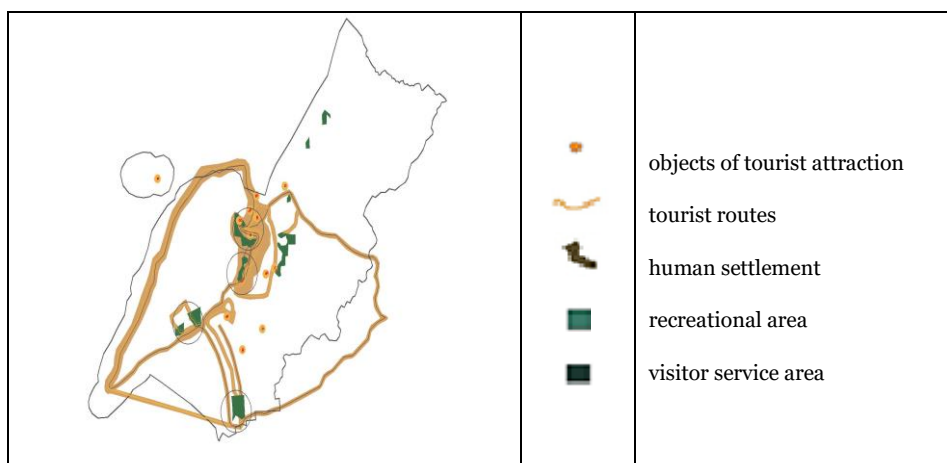 objects of tourist attraction
tourist routes
human settlement
recreational area
visitor service area